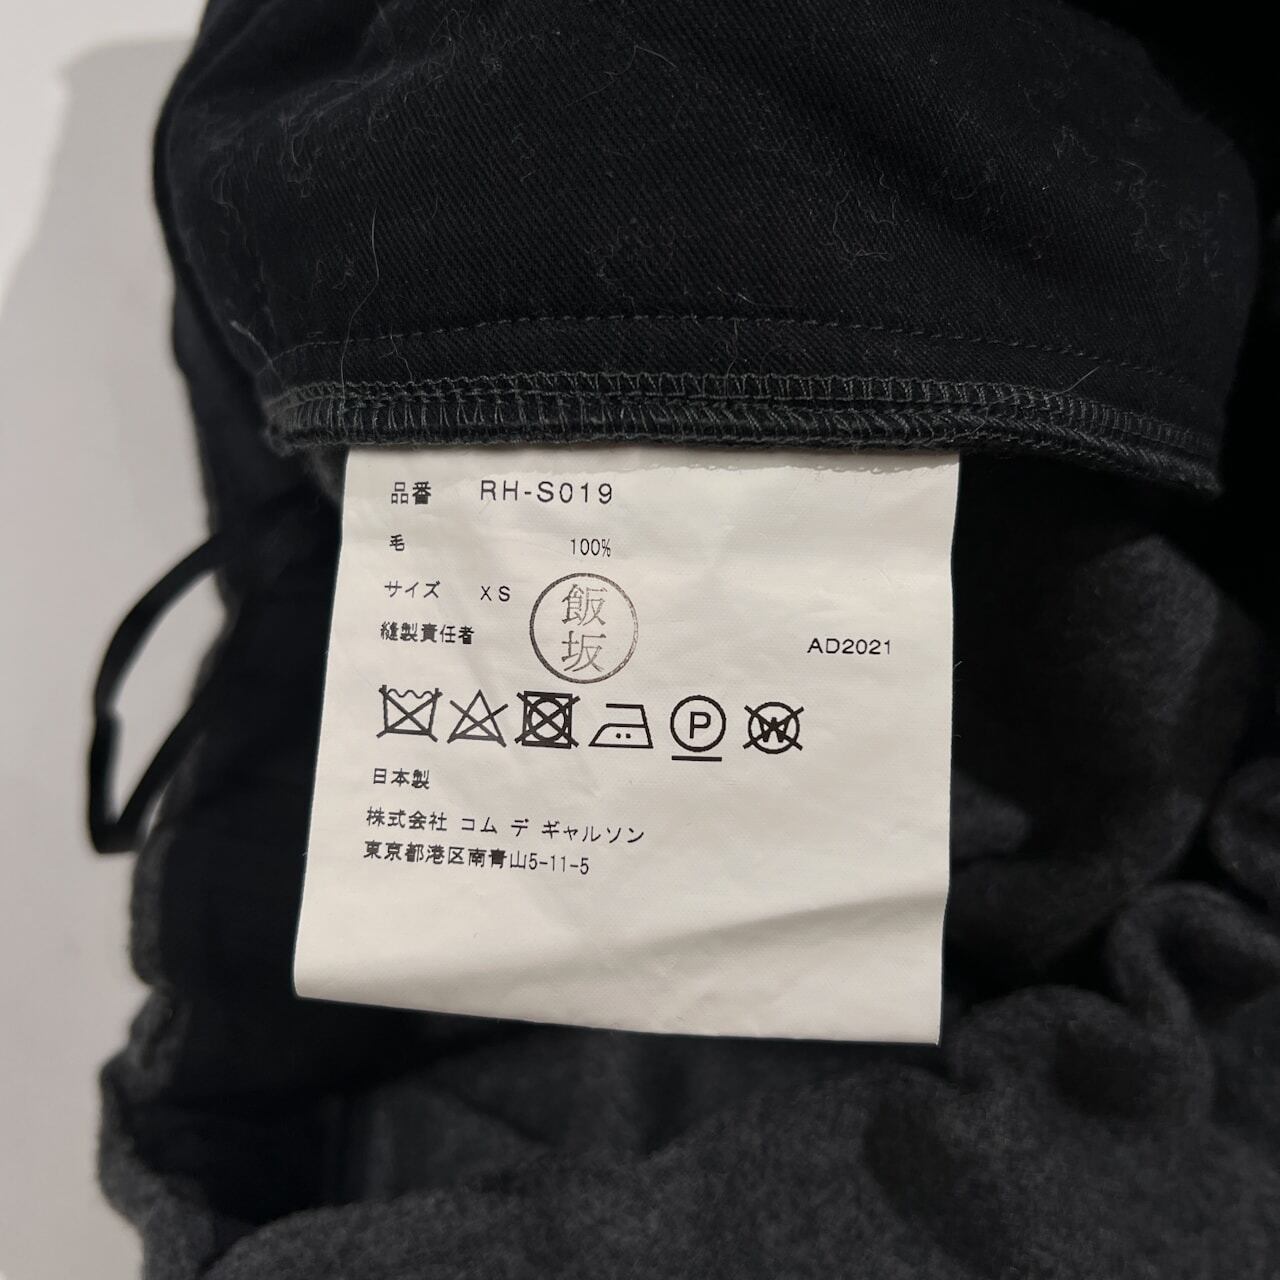 品番 RH-S019
毛 100%
サイズ XS
縫製責任者 飯坂 AD2021
P W
日本製
株式会社 コム デ ギャルソン
東京都港区南青山5-11-5